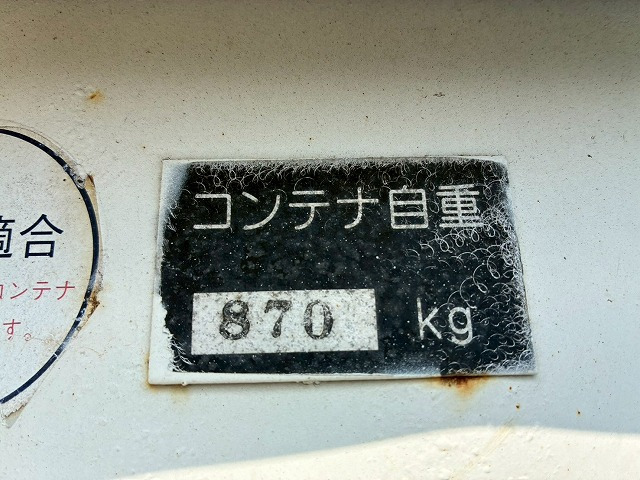 適合
コンテナ
す。
コンテナ自重
870 kg